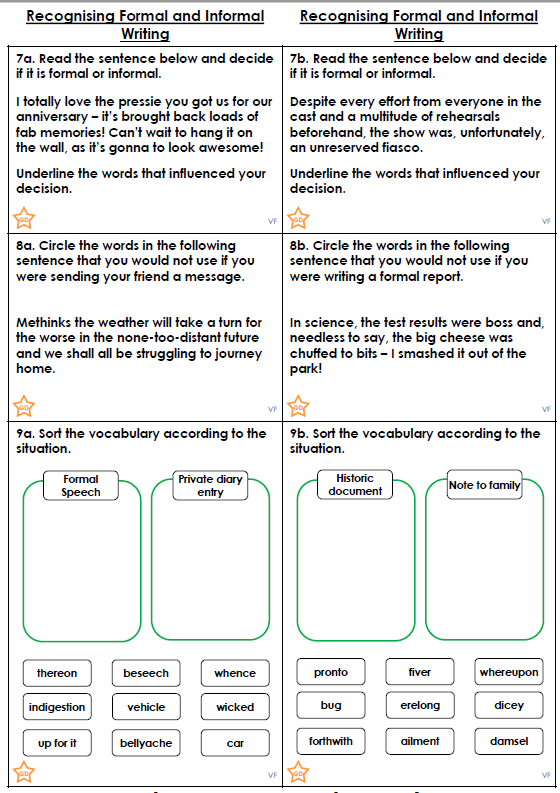 Recognising Formal and Informal
Writing
7a. Read the sentence below and decide
if it is formal or informal.
I totally love the pressie you got us for our
anniversary – it’s brought back loads of
fab memories! Can’t wait to hang it on
the wall, as it’s gonna to look awesome!
Underline the words that influenced your
decision.
GD
VF
Recognising Formal and Informal
Writing
7b. Read the sentence below and decide
if it is formal or informal.
Despite every effort from everyone in the
cast and a multitude of rehearsals
beforehand, the show was, unfortunately,
an unreserved fiasco.
Underline the words that influenced your
decision.
GD
VF
8a. Circle the words in the following
sentence that you would not use if you
were sending your friend a message.
Methinks the weather will take a turn for
the worse in the none-too-distant future
and we shall all be struggling to journey
home.
GD
VF
8b. Circle the words in the following
sentence that you would not use if you
were writing a formal report.
In science, the test results were boss and,
needless to say, the big cheese was
chuffed to bits – I smashed it out of the
park!
GD
VF
9a. Sort the vocabulary according to the
situation.
Formal
Speech
Private diary
entry
thereon beseech whence
indigestion vehicle wicked
up for it bellyache car
GD
VF
9b. Sort the vocabulary according to the
situation.
Historic
document
Note to family
pronto fiver whereupon
bug erelong dicey
forthwith ailment damsel
GD
VF